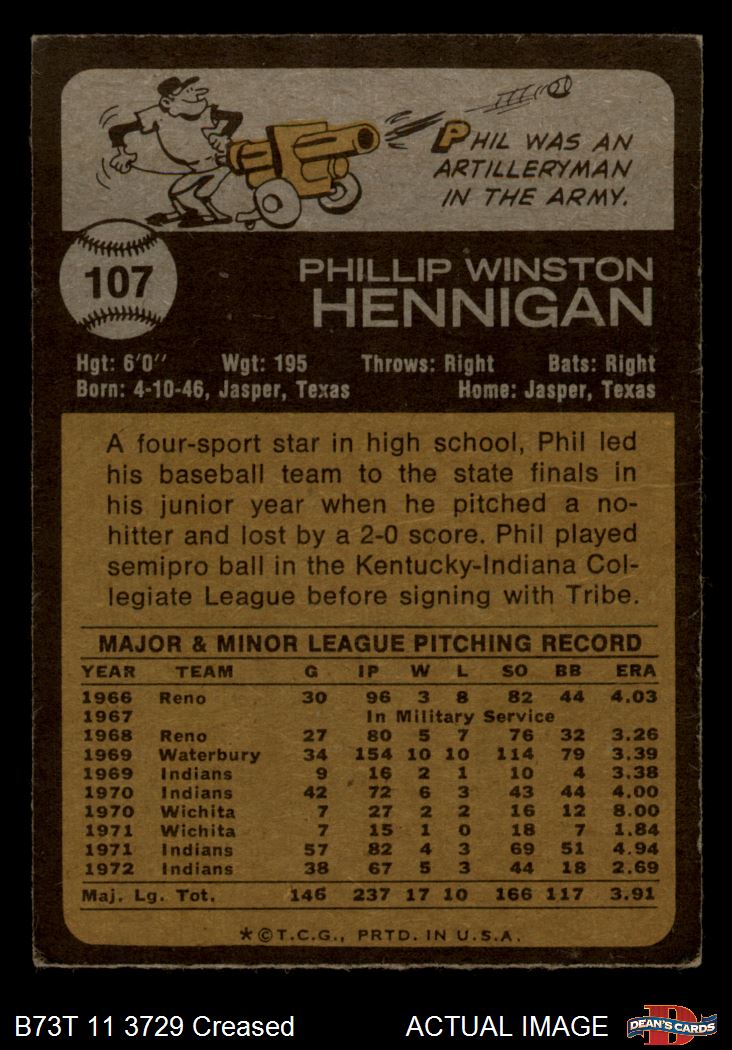 PHIL WAS AN
ARTILLERYMAN
IN THE ARMY.
107
PHILLIP WINSTON
HENNIGAN
Hgt: 6'0" Wgt: 195 Throws: Right Bats: Right
Born: 4-10-46, Jasper, Texas Home: Jasper, Texas
A four-sport star in high school, Phil led
his baseball team to the state finals in
his junior year when he pitched a no-
hitter and lost by a 2-0 score. Phil played
semipro ball in the Kentucky-Indiana Col-
legiate League before signing with Tribe.
MAJOR & MINOR LEAGUE PITCHING RECORD
YEAR TEAM G IP W L SO BB ERA
1966 Reno 30 96 3 8 82 44 4.03
1967 In Military Service
1968 Reno 27 80 5 7 76 32 3.26
1969 Waterbury 34 154 10 10 114 79 3.39
1969 Indians 9 16 2 1 10 4 3.38
1970 Indians 42 72 6 3 43 44 4.00
1970 Wichita 7 27 2 2 16 12 8.00
1971 Wichita 7 15 1 0 18 7 1.84
1971 Indians 57 82 4 3 69 51 4.94
1972 Indians 38 67 5 3 44 18 2.69
Maj. Lg. Tot. 146 237 17 10 166 117 3.91
*©T.C.G., PRTD. IN U.S.A.
B73T 11 3729 Creased ACTUAL IMAGE DEAN'S CARDS